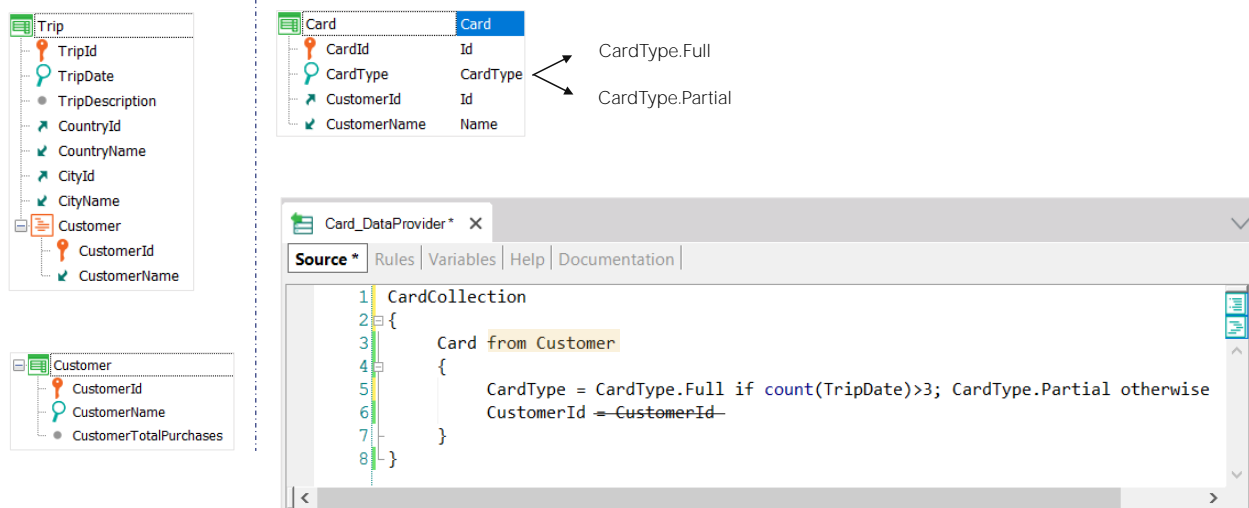 Trip
TripId
TripDate
TripDescription
CountryId
CountryName
CityId
CityName
Customer
CustomerId
CustomerName
Customer
CustomerId
CustomerName
CustomerTotalPurchases
Card Card
CardId Id
CardType CardType
CustomerId Id
CustomerName Name
CardType.Full
CardType.Partial
Card_DataProvider*
Source * Rules Variables Help Documentation
1 CardCollection
2 {
3 Card from Customer
4 {
5 CardType = CardType.Full if count(TripDate)>3; CardType.Partial otherwise
6 CustomerId = CustomerId
7 }
8 }